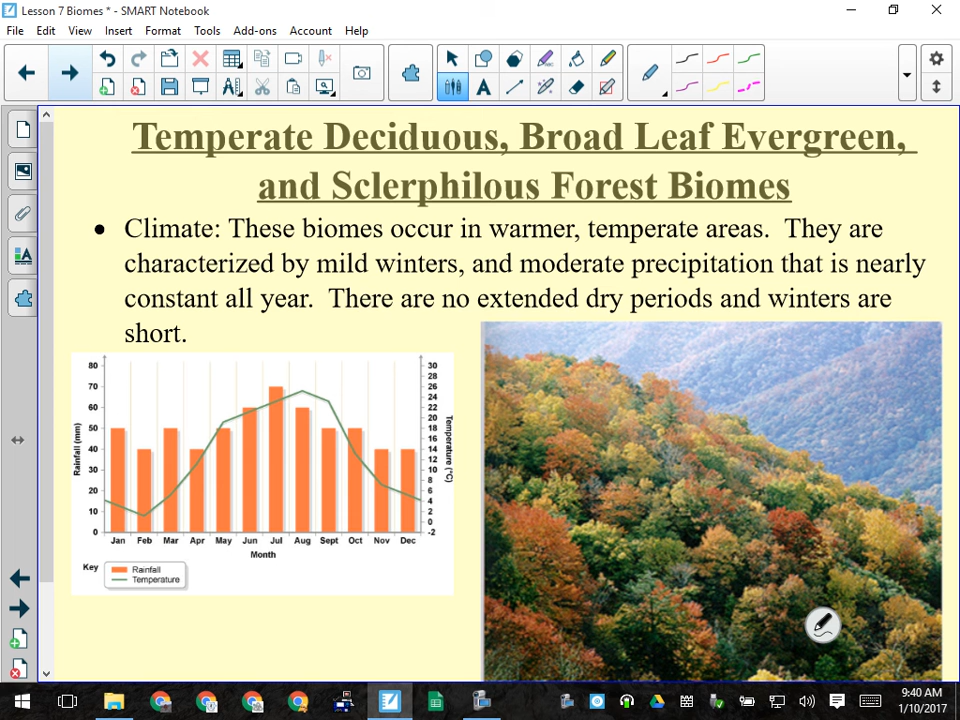 Lesson 7 Biomes * - SMART Notebook
File Edit View Insert Format Tools Add-ons Account Help
Temperate Deciduous, Broad Leaf Evergreen,
and Sclerphilous Forest Biomes
• Climate: These biomes occur in warmer, temperate areas. They are
characterized by mild winters, and moderate precipitation that is nearly
constant all year. There are no extended dry periods and winters are
short.
80
70
60
50
40
30
20
10
0
Rainfall (mm)
30
28
26
24
22
20
18
16
14
12
10
8
6
4
2
0
-2
Temperature (°C)
Jan Feb Mar Apr May Jun Jul Aug Sept Oct Nov Dec
Month
Key
Rainfall
Temperature
9:40 AM
1/10/2017